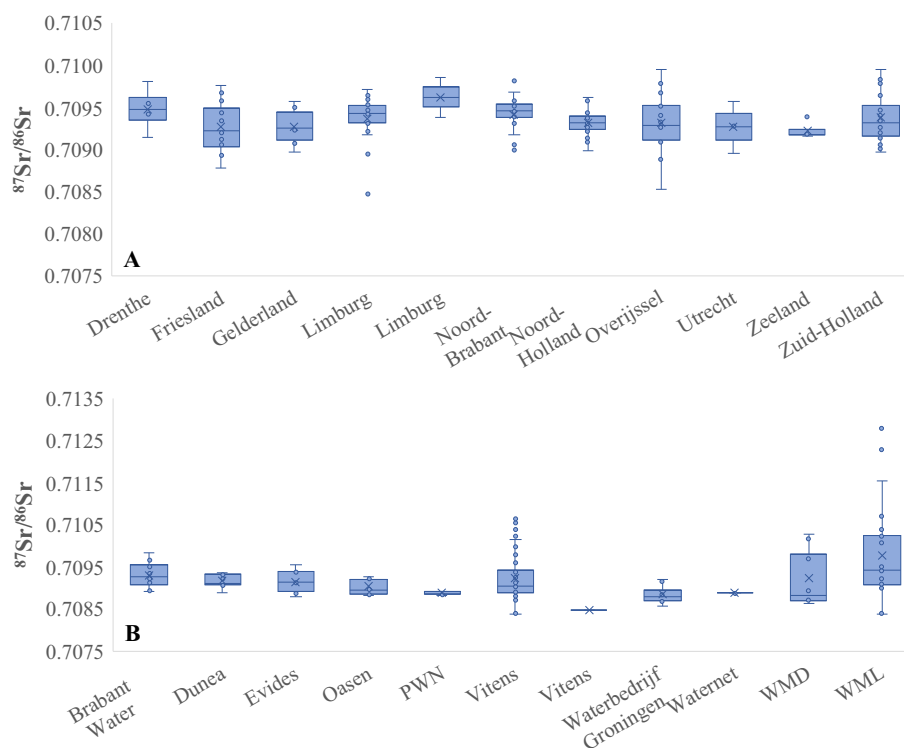 0.7105
0.7100
0.7095
0.7090
0.7085
0.7080
0.7075
⁸⁷Sr/⁸⁶Sr
A
Drenthe
Friesland
Gelderland
Limburg
Limburg
Noord-
Brabant
Noord-
Holland
Overijssel
Utrecht
Zeeland
Zuid-Holland
0.7135
0.7125
0.7115
0.7105
0.7095
0.7085
0.7075
⁸⁷Sr/⁸⁶Sr
B
Brabant
Water
Dunea
Evides
Oasen
PWN
Vitens
Vitens
Waterbedrijf
Groningen
Waternet
WMD
WML